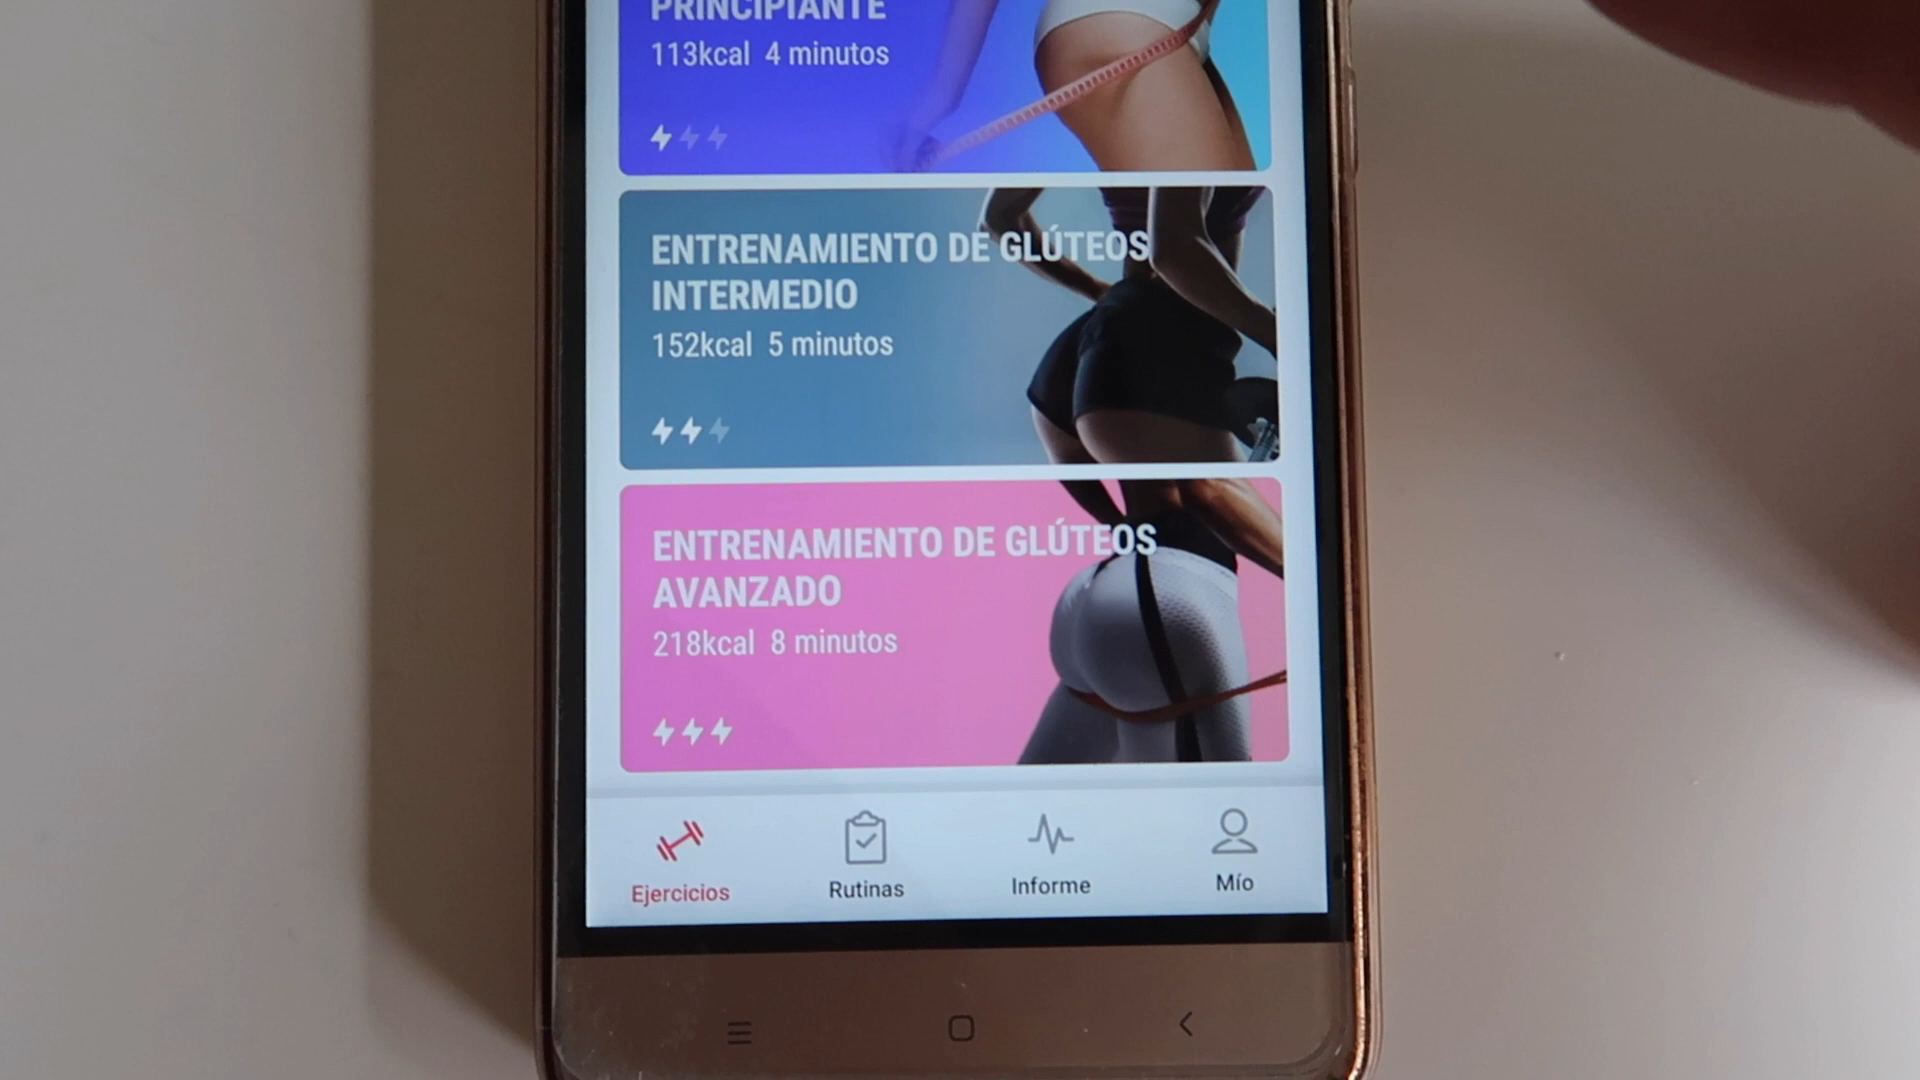 PRINCIPIANTE
113kcal 4 minutos
ENTRENAMIENTO DE GLÚTEOS
INTERMEDIO
152kcal 5 minutos
ENTRENAMIENTO DE GLÚTEOS
AVANZADO
218kcal 8 minutos
Ejercicios
Rutinas
Informe
Mío